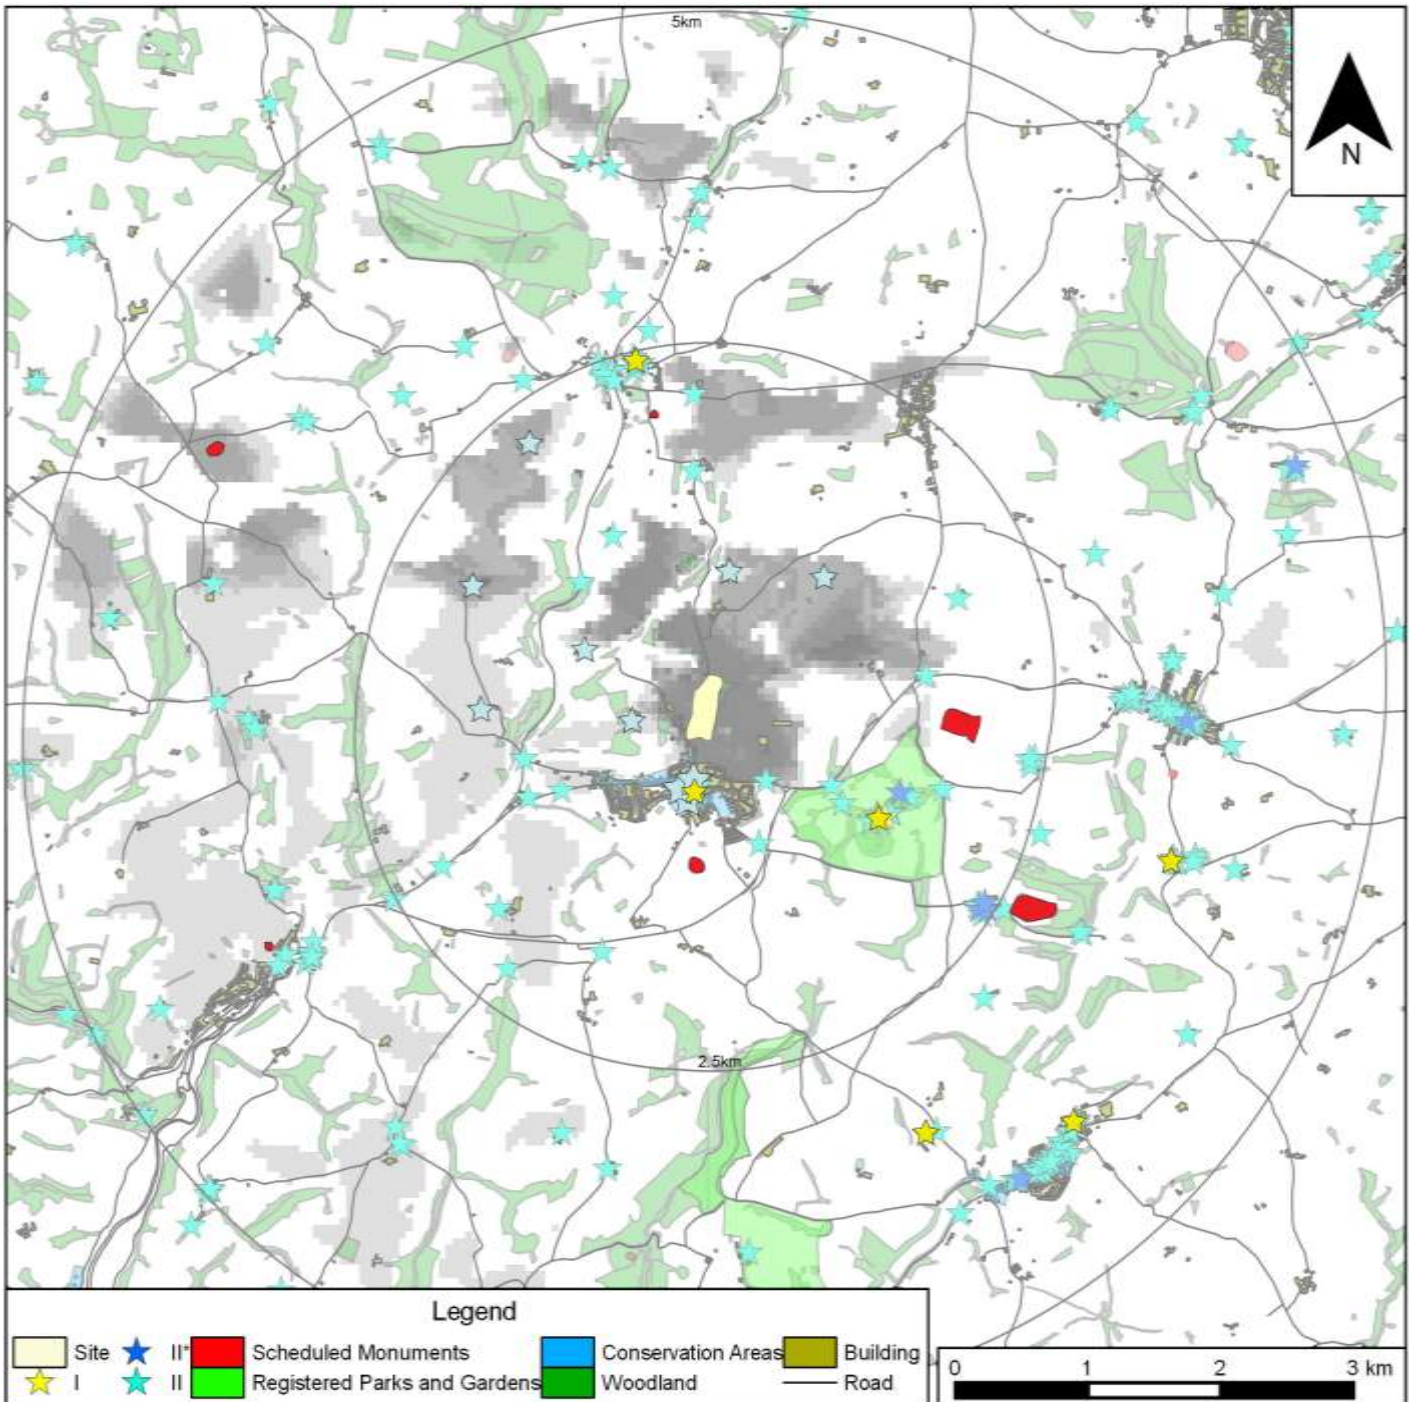 5km
N
2.5km
Legend
Site II* Scheduled Monuments Conservation Areas Building
I II Registered Parks and Gardens Woodland Road
0 1 2 3 km